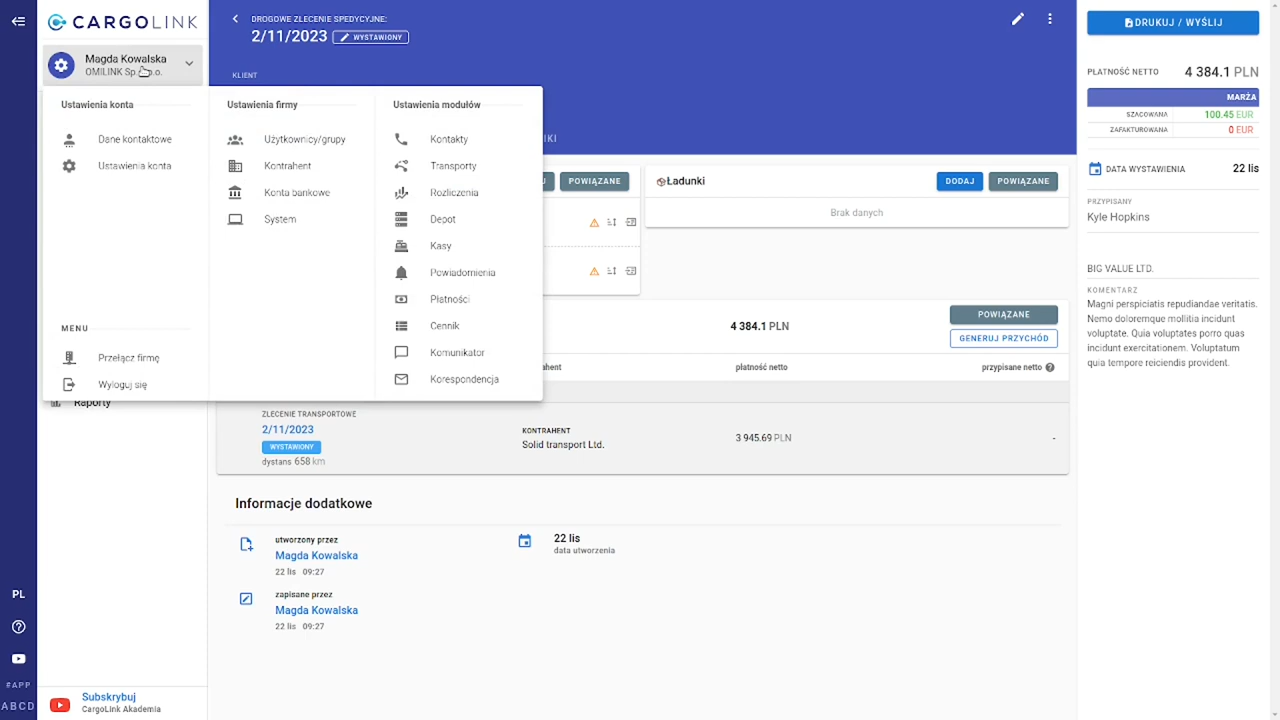 CARGOLINK
Magda Kowalska
OMILINK Sp. z o.o.
Ustawienia konta
Dane kontaktowe
Ustawienia konta
MENU
Przełącz firmę
Wyloguj się
Raporty
Ustawienia firmy
Użytkownicy/grupy
Kontrahent
Konta bankowe
System
Ustawienia modułów
Kontakty
Transporty
Rozliczenia
Depot
Kasy
Powiadomienia
Płatności
Cennik
Komunikator
Korespondencja
DROGOWE ZLECENIE SPEDYCYJNE:
2/11/2023 WYSTAWIONY
KLIENT
IKI
J POWIĄZANE
Ładunki DODAJ POWIĄZANE
Brak danych
4 384.1 PLN
POWIĄZANE
GENERUJ PRZYCHÓD
ahent płatność netto przypisane netto
ZLECENIE TRANSPORTOWE
2/11/2023
WYSTAWIONY
dystans 658 km
KONTRAHENT
Solid transport Ltd.
3 945.69 PLN
-
Informacje dodatkowe
utworzony przez
Magda Kowalska
22 lis 09:27
22 lis
data utworzenia
zapisane przez
Magda Kowalska
22 lis 09:27
DRUKUJ / WYŚLIJ
PŁATNOŚĆ NETTO 4 384.1 PLN
MARŻA
SZACOWANA 100.45 EUR
ZAFAKTUROWANA 0 EUR
DATA WYSTAWIENIA 22 lis
PRZYPISANY
Kyle Hopkins
BIG VALUE LTD.
KOMENTARZ
Magni perspiciatis repudiandae veritatis.
Nemo doloremque mollitia incidunt
voluptate. Quia voluptates porro quas
incidunt exercitationem. Voluptatum
quia tempore reiciendis provident.
PL
#APP
ABCD
Subskrybuj
CargoLink Akademia